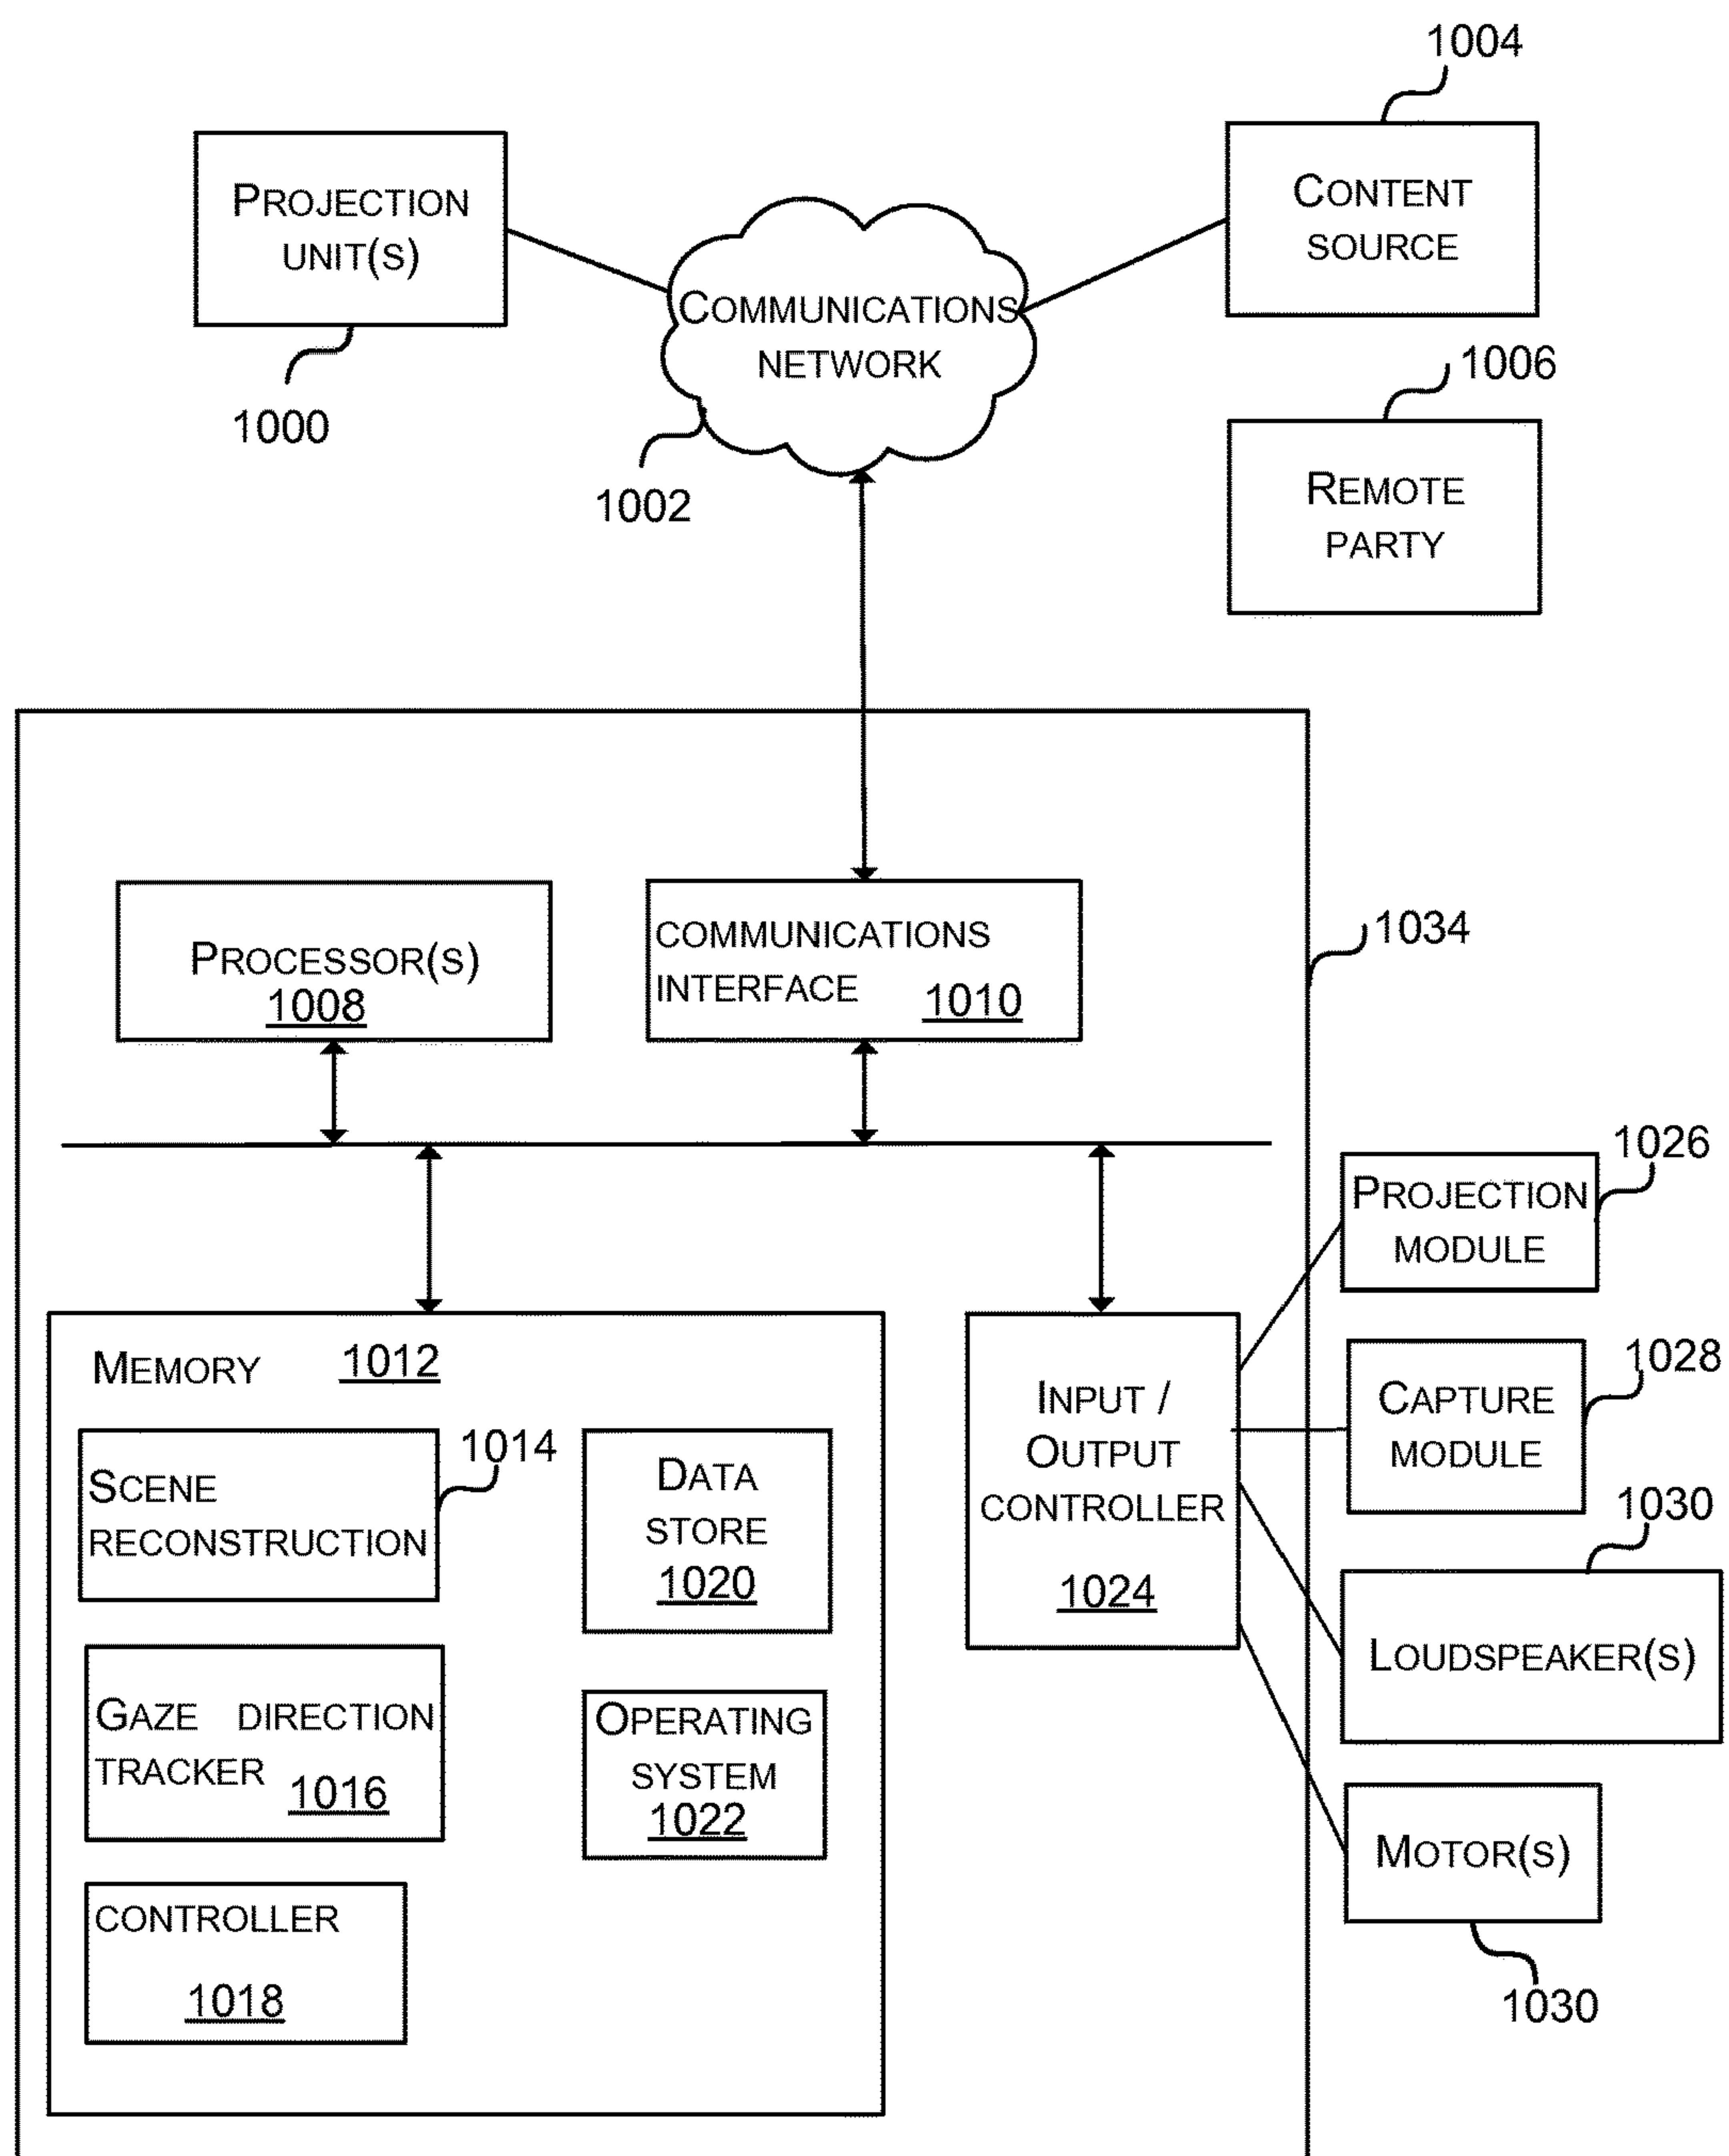 1004
PROJECTION
UNIT(S)
CONTENT
SOURCE
COMMUNICATIONS
NETWORK
1000
1002
1006
REMOTE
PARTY
PROCESSOR(S)
1008
COMMUNICATIONS
INTERFACE 1010
1034
1026
PROJECTION
MODULE
MEMORY 1012
SCENE
RECONSTRUCTION
1014
DATA
STORE
1020
GAZE DIRECTION
TRACKER 1016
OPERATING
SYSTEM
1022
CONTROLLER
1018
INPUT /
OUTPUT
CONTROLLER
1024
1028
CAPTURE
MODULE
1030
LOUDSPEAKER(S)
MOTOR(S)
1030